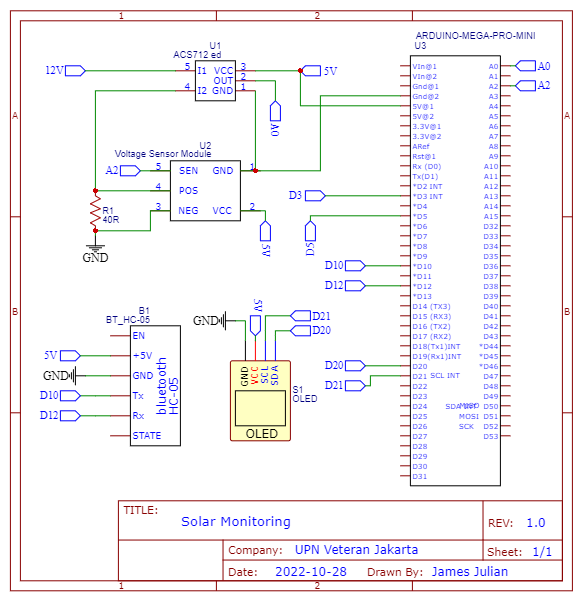 1
2
ARDUINO-MEGA-PRO-MINI
U3
U1
ACS712 ed
12V
5 I1 VCC 3
OUT 2
4 I2 GND 1
5V
A0
U2
Voltage Sensor Module
A2
5 SEN GND 1
4 POS
3 NEG VCC 2
5V
R1
40R
GND
D3
D5
D10
D12
D20
D21
A0
A2
VIn@1 A0
VIn@2 A1
Gnd@1 A2
Gnd@2 A3
5V@1 A4
5V@2 A5
3.3V@1 A6
3.3V@2 A7
ARef A8
Rst@1 A9
Rx (D0) A10
Tx(D1) A11
*D2 INT A12
*D3 INT A13
*D4 A14
*D5 A15
*D6 D32
*D7 D33
*D8 D34
*D9 D35
*D10 D36
*D11 D37
*D12 D38
*D13 D39
D14 (TX3) D40
D15 (RX3) D41
D16 (TX2) D42
D17 (RX2) D43
D18(Tx1)INT *D44
D19(Rx1)INT *D45
D20 *D46
D21 SCL INT D47
D22 D48
D23 D49
D24 SDA D50
D25 MOSI D51
D26 SCK D52
D27 D53
D28
D29
D30
D31
B1
BT_HC-05
EN
5V +5V
GND GND
D10 Tx
D12 Rx
STATE
bluetooth
HC-05
GND
5V
D21
D20
GND
VCC
SCL
SDA
S1
OLED
OLED
A
A
B
B
TITLE:
Solar Monitoring
REV: 1.0
Company: UPN Veteran Jakarta
Sheet: 1/1
Date: 2022-10-28 Drawn By: James Julian
1
2